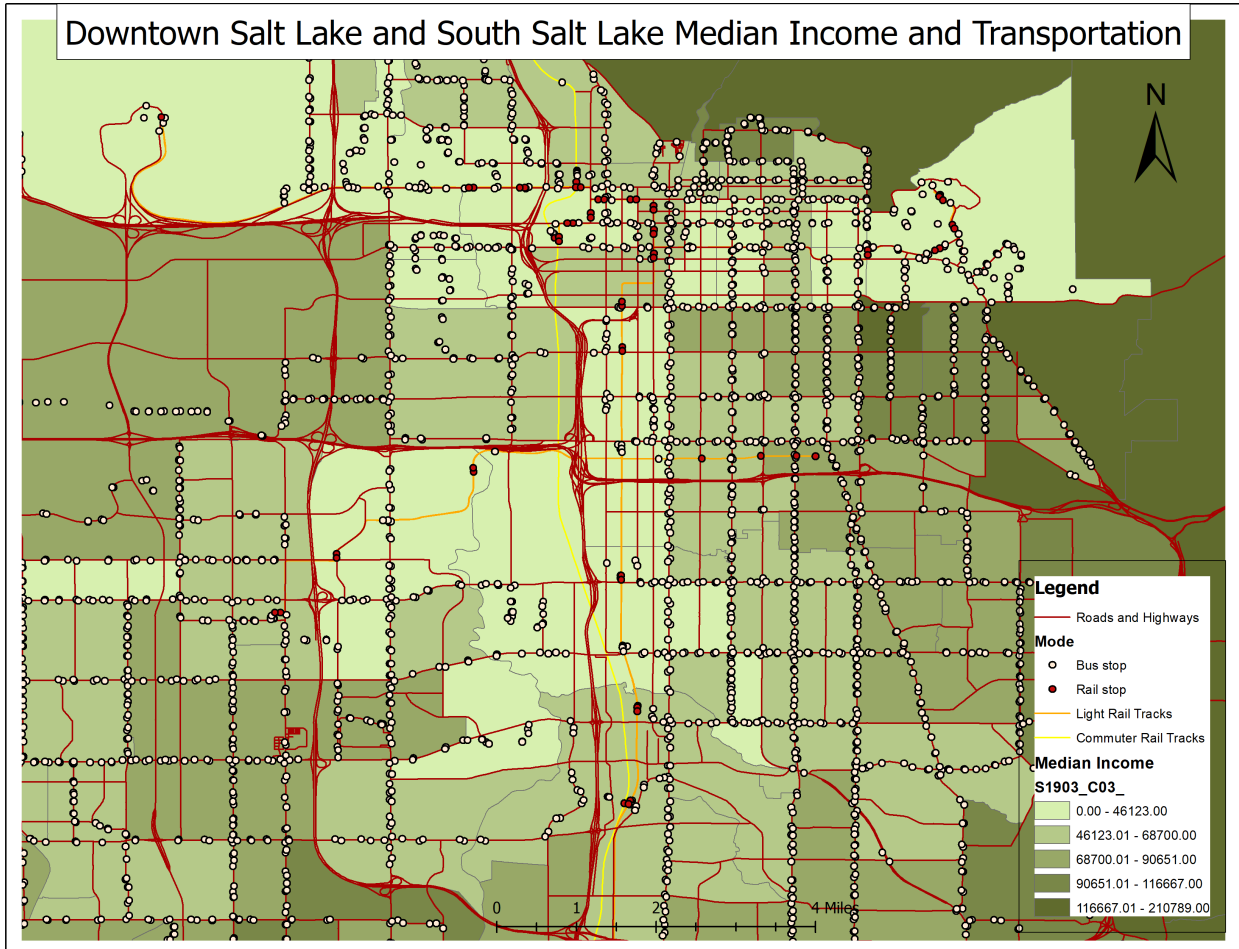 Downtown Salt Lake and South Salt Lake Median Income and Transportation
N
Legend
Roads and Highways
Mode
Bus stop
Rail stop
Light Rail Tracks
Commuter Rail Tracks
Median Income
S1903_C03_
0.00 - 46123.00
46123.01 - 68700.00
68700.01 - 90651.00
90651.01 - 116667.00
116667.01 - 210789.00
0 1 2 4 Miles